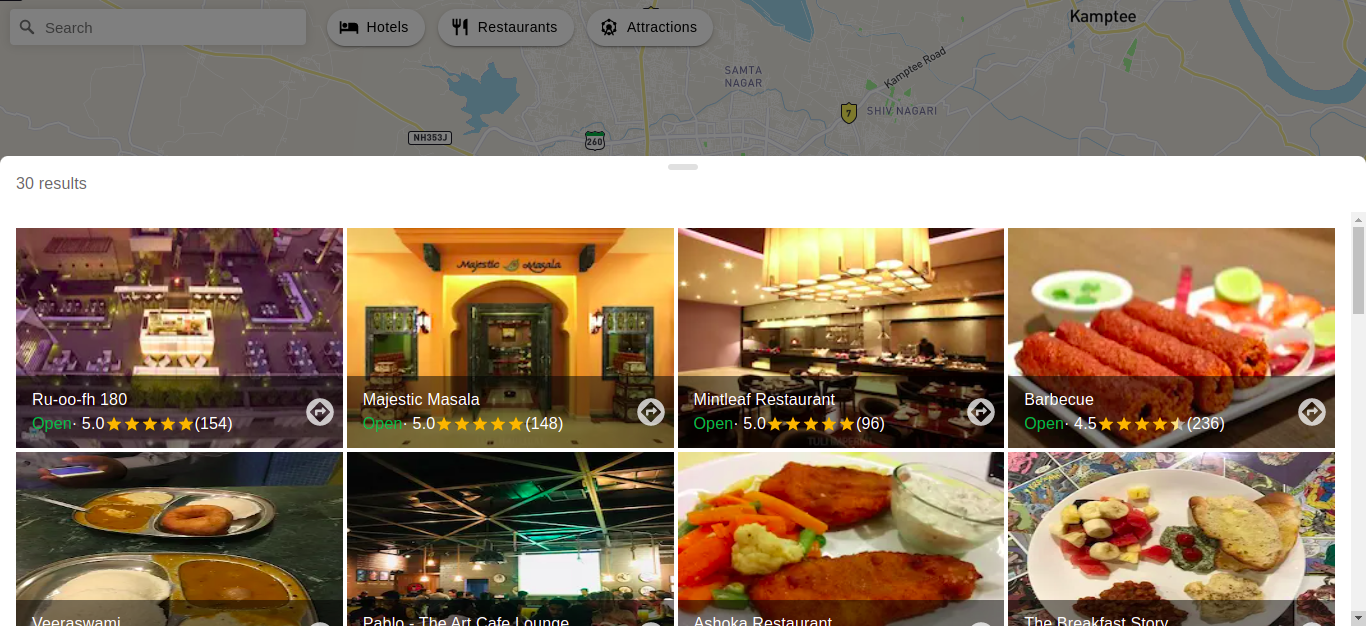 Search
Hotels
Restaurants
Attractions
Kamptee
Kamptee Road
SAMTA
NAGAR
7
SHIV NAGARI
NH353J
260
30 results
Majestic Masala
Ru-oo-fh 180
Open· 5.0★★★★★(154)
Majestic Masala
Open· 5.0★★★★★(148)
Mintleaf Restaurant
Open· 5.0★★★★★(96)
TULI IMPERIAL
Barbecue
Open· 4.5(236)
Veeraswami
Pablo - The Art Cafe Lounge
Ashoka Restaurant
The Breakfast Story